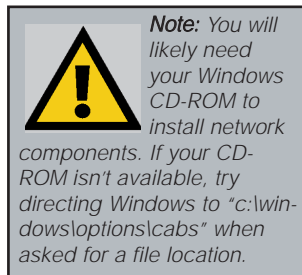 Note: You will
likely need
your Windows
CD-ROM to
install network
components. If your CD-
ROM isn't available, try
directing Windows to "c:\win-
dows\options\cabs" when
asked for a file location.